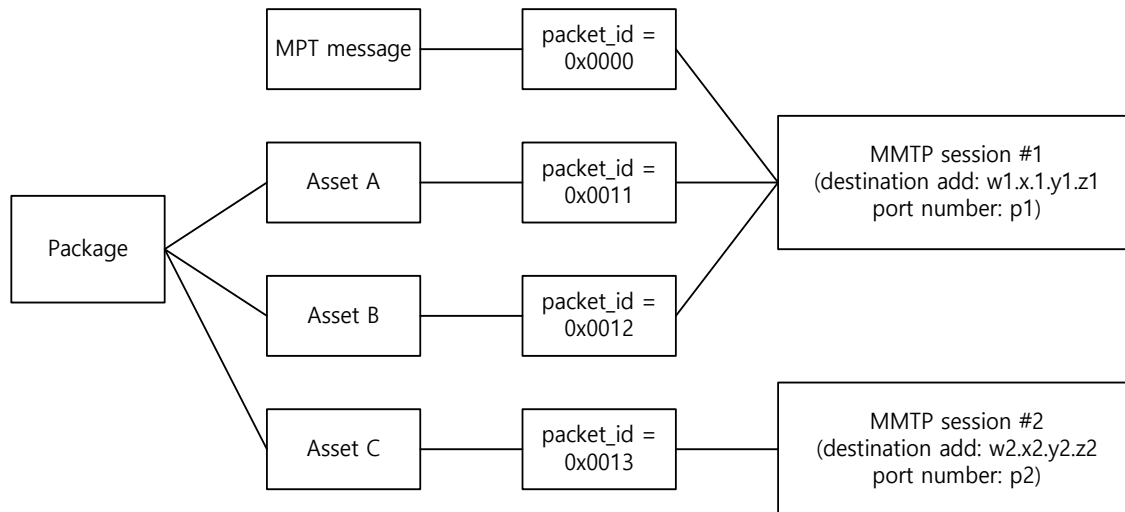 MPT message
packet_id =
0x0000
Asset A
packet_id =
0x0011
MMTP session #1
(destination add: w1.x.1.y1.z1
port number: p1)
Package
Asset B
packet_id =
0x0012
Asset C
packet_id =
0x0013
MMTP session #2
(destination add: w2.x2.y2.z2
port number: p2)